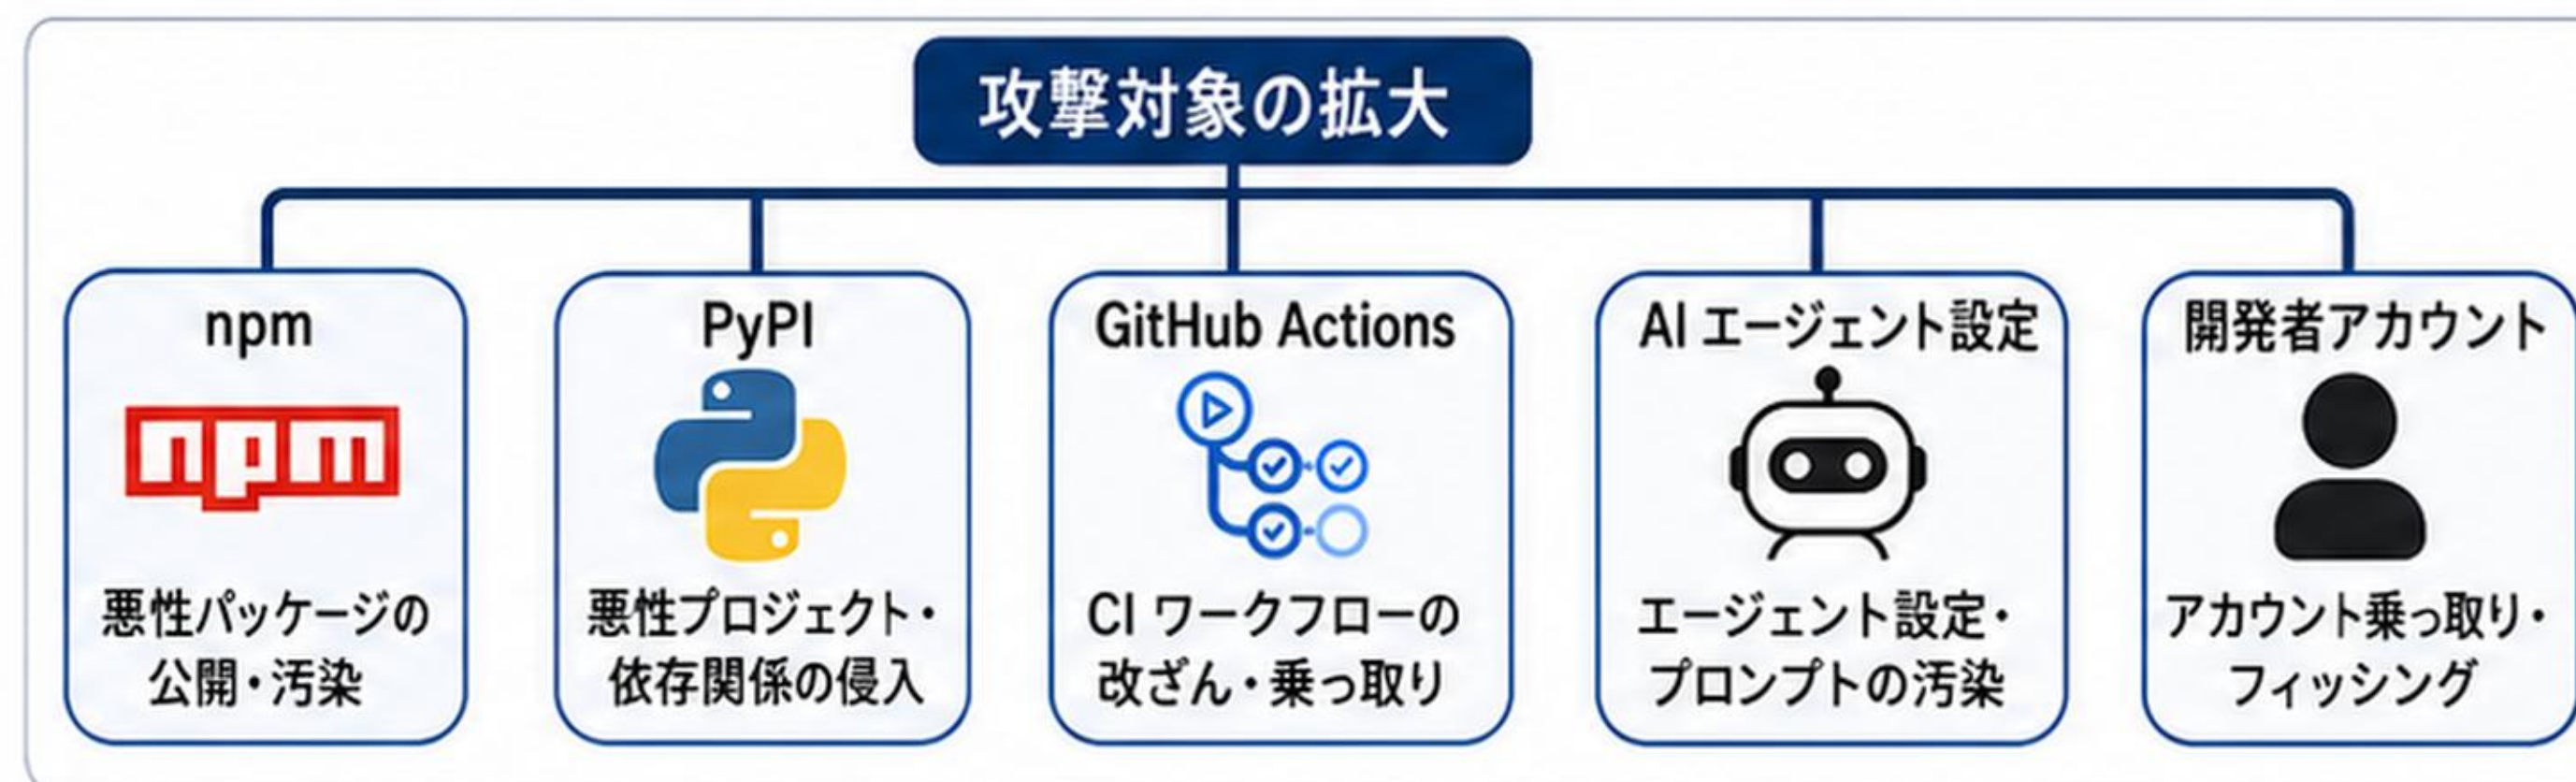 攻撃対象の拡大
npm
npm
悪性パッケージの
公開・汚染
PyPI
悪性プロジェクト・
依存関係の侵入
GitHub Actions
CI ワークフローの
改ざん・乗っ取り
AI エージェント設定
エージェント設定・
プロンプトの汚染
開発者アカウント
アカウント乗っ取り・
フィッシング